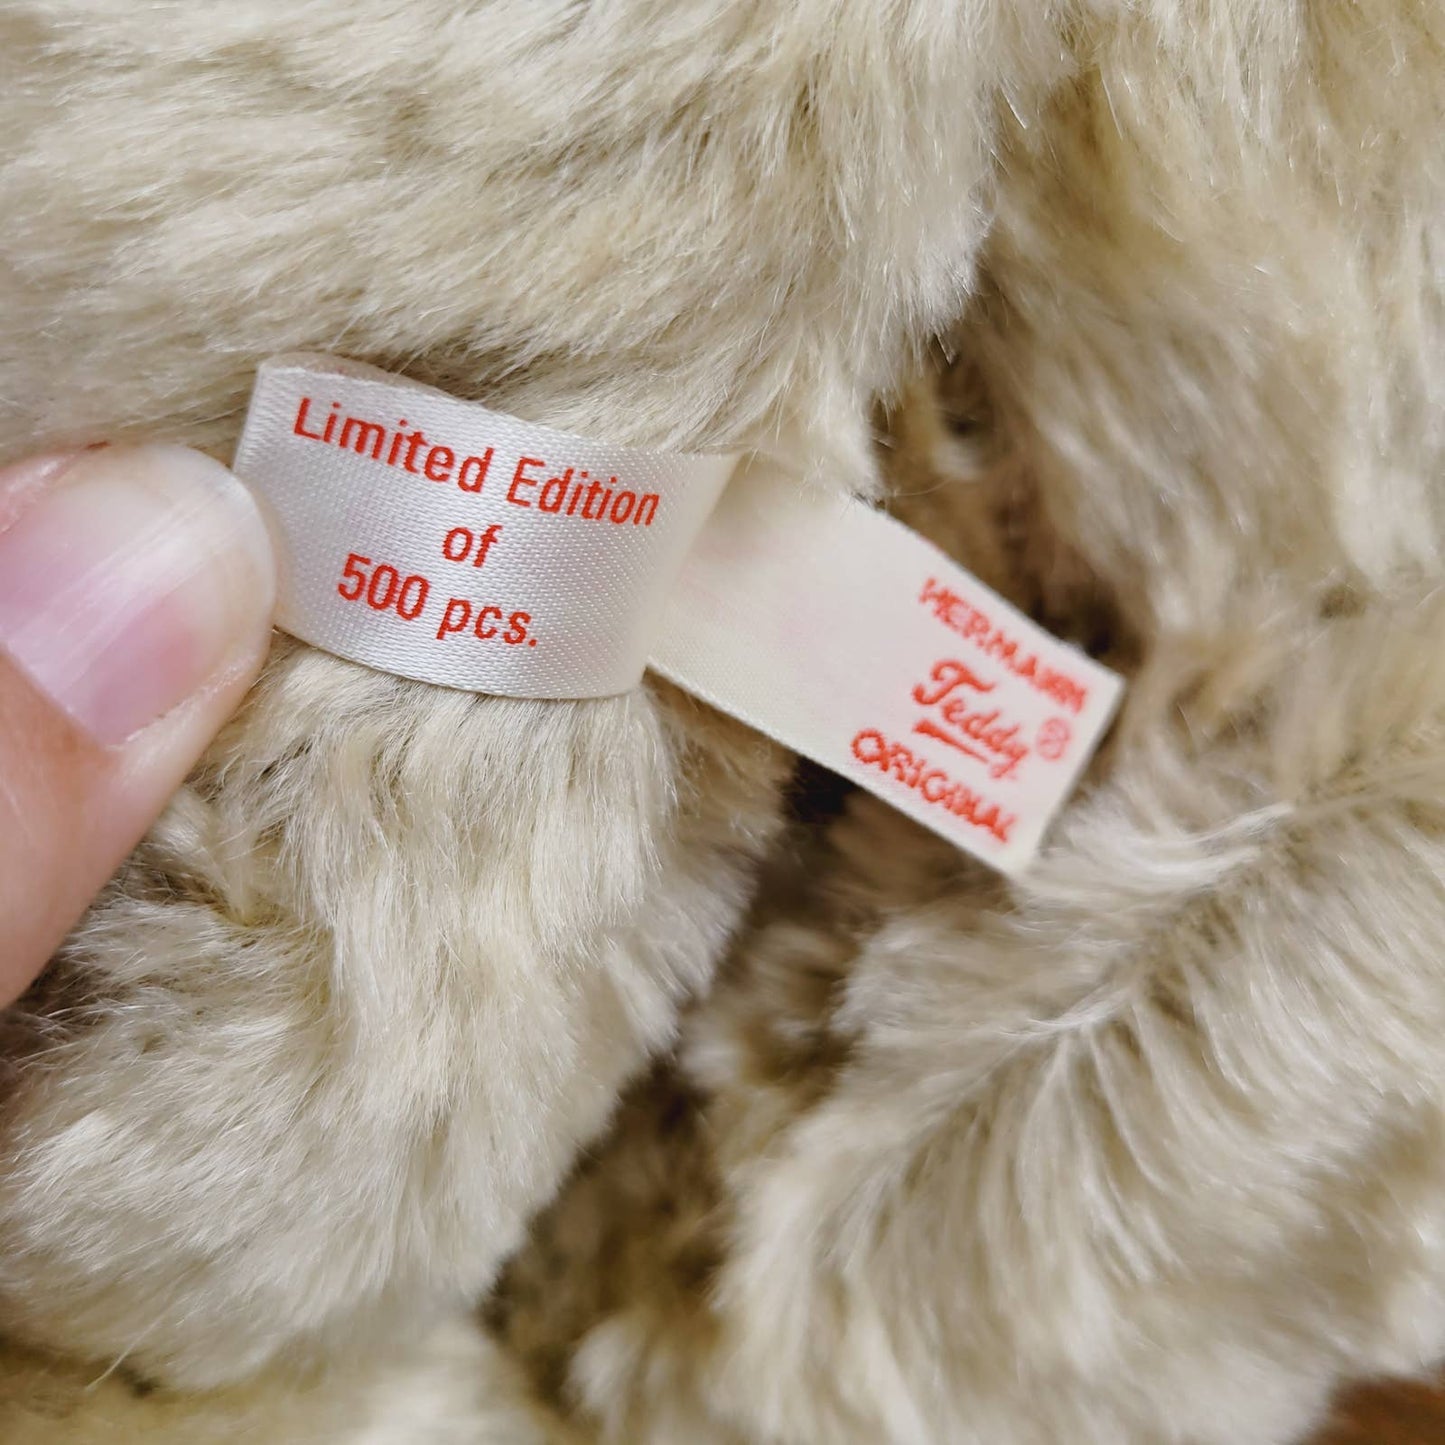 Limited Edition
of
500 pcs.
HERMANN
Teddy ®
ORIGINAL